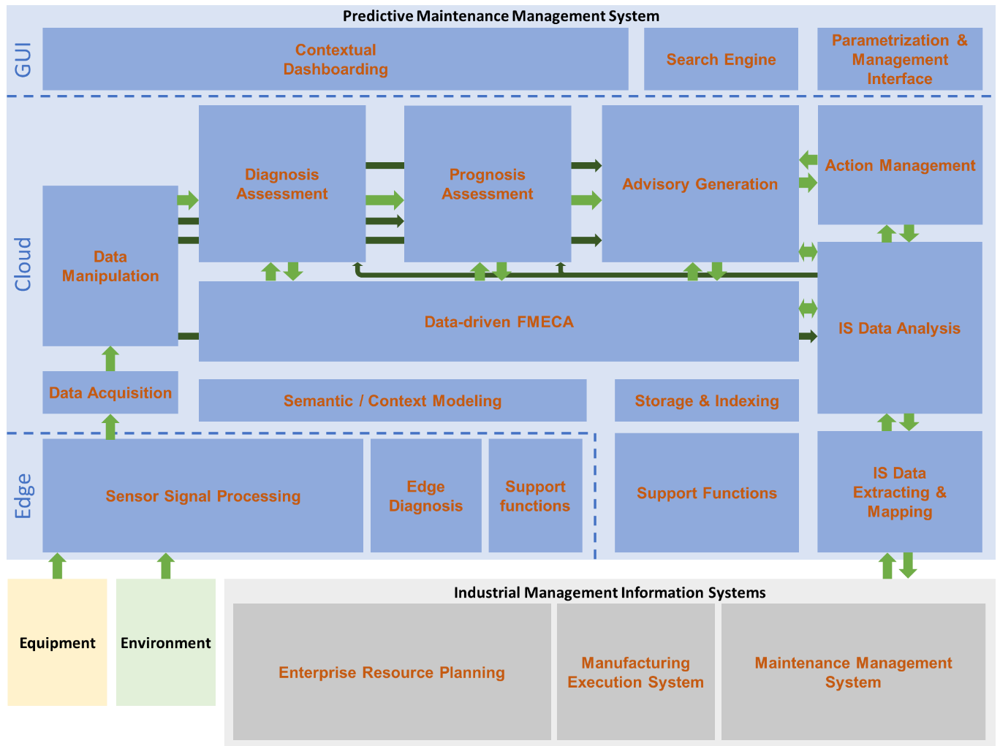 Predictive Maintenance Management System
GUI
Contextual
Dashboarding
Search Engine
Parametrization &
Management
Interface
Cloud
Data
Manipulation
Diagnosis
Assessment
Prognosis
Assessment
Advisory Generation
Action Management
Data-driven FMECA
IS Data Analysis
Data Acquisition
Semantic / Context Modeling
Storage & Indexing
Edge
Sensor Signal Processing
Edge
Diagnosis
Support
functions
Support Functions
IS Data
Extracting &
Mapping
Equipment
Environment
Industrial Management Information Systems
Enterprise Resource Planning
Manufacturing
Execution System
Maintenance Management
System